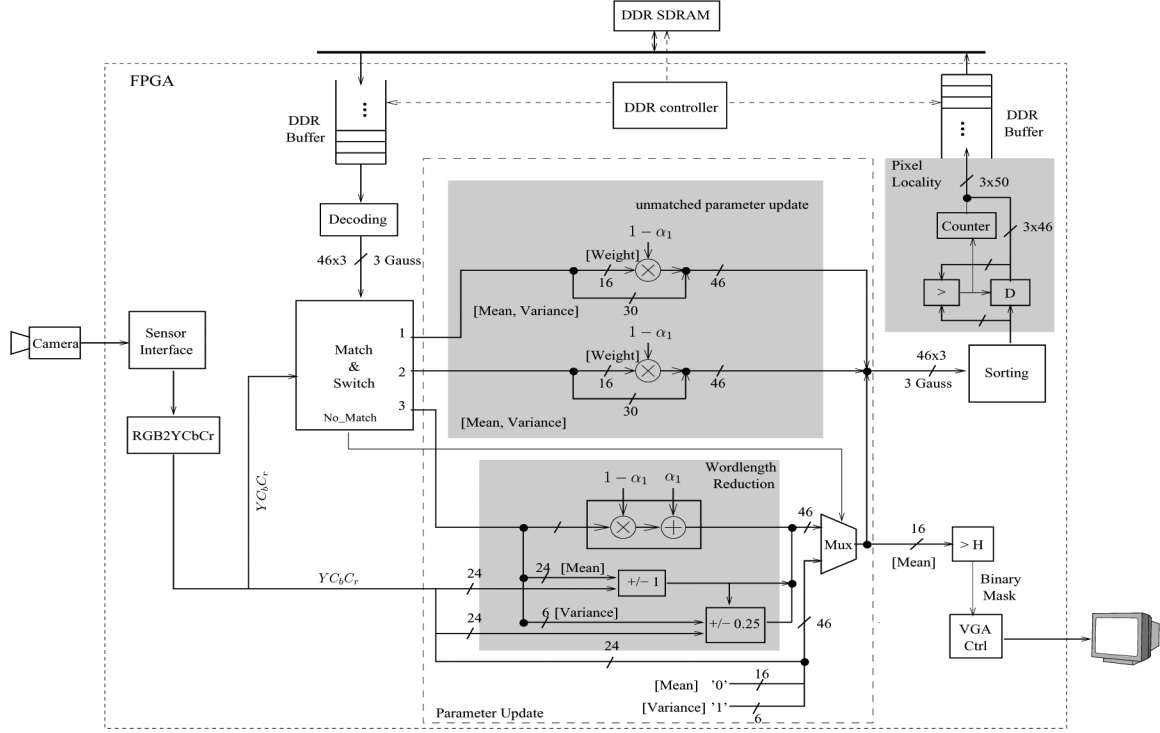 DDR SDRAM
FPGA
DDR controller
DDR
Buffer
DDR
Buffer
Pixel
Locality
3x50
Counter
3x46
>
D
Decoding
46x3
3 Gauss
unmatched parameter update
1 − α₁
[Weight]
×
16
46
30
[Mean, Variance]
1 − α₁
[Weight]
×
16
46
30
[Mean, Variance]
Camera
Sensor
Interface
RGB2YCbCr
Match
&
Switch
No_Match
1
2
3
46x3
3 Gauss
Sorting
YC_bC_r
Wordlength
Reduction
1 − α₁
α₁
×
+
46
Mux
16
[Mean]
> H
Binary
Mask
VGA
Ctrl
YC_bC_r
24
24
[Mean]
+/− 1
6
[Variance]
+/− 0.25
24
46
24
[Mean] '0'
16
[Variance] '1'
6
Parameter Update